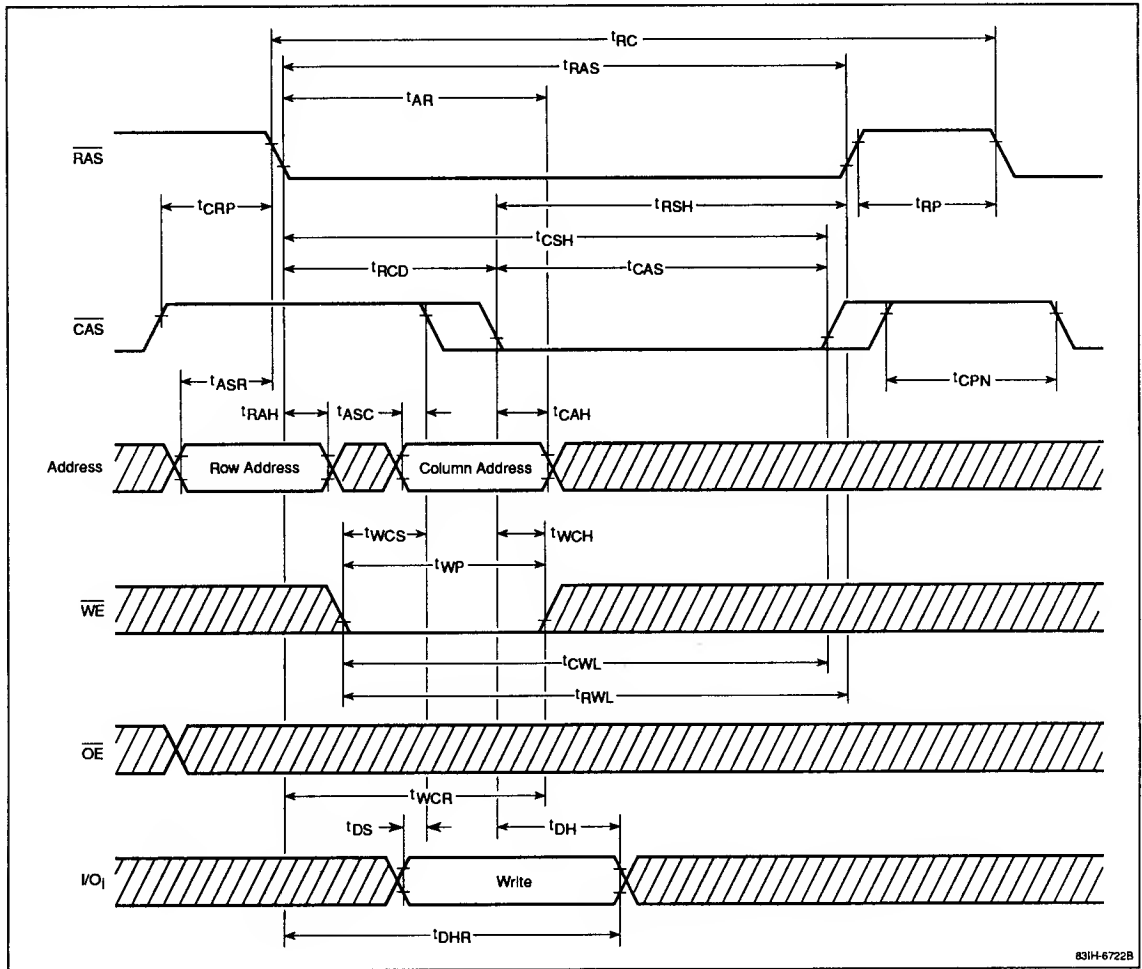 tRC
tRAS
tAR
RAS
tCRP
tRSH
tRP
tCSH
tRCD
tCAS
CAS
tASR
tCPN
tRAH
tASC
tCAH
Address
Row Address
Column Address
tWCS
tWCH
tWP
WE
tCWL
tRWL
OE
tWCR
tDS
tDH
I/Oi
Write
tDHR
83IH-6722B